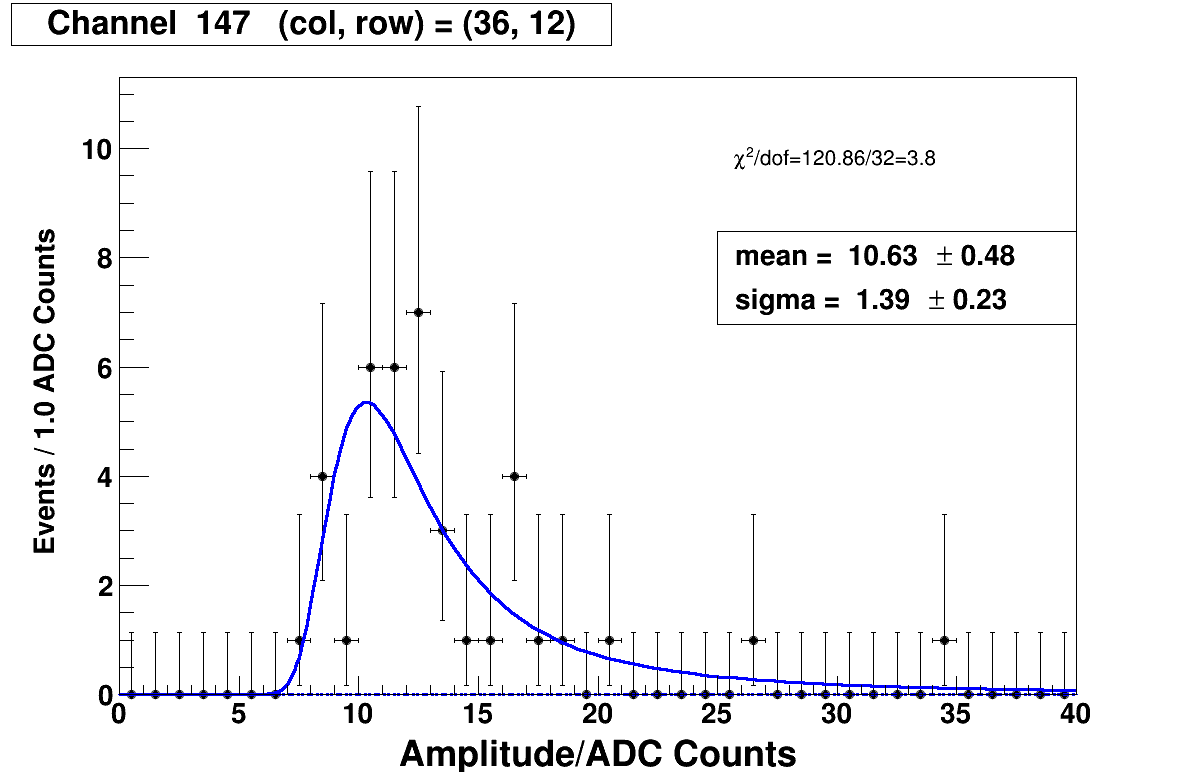 Channel 147 (col, row) = (36, 12)
χ²/dof=120.86/32=3.8
mean = 10.63 ± 0.48
sigma = 1.39 ± 0.23
Events / 1.0 ADC Counts
10
8
6
4
2
0
0 5 10 15 20 25 30 35 40
Amplitude/ADC Counts